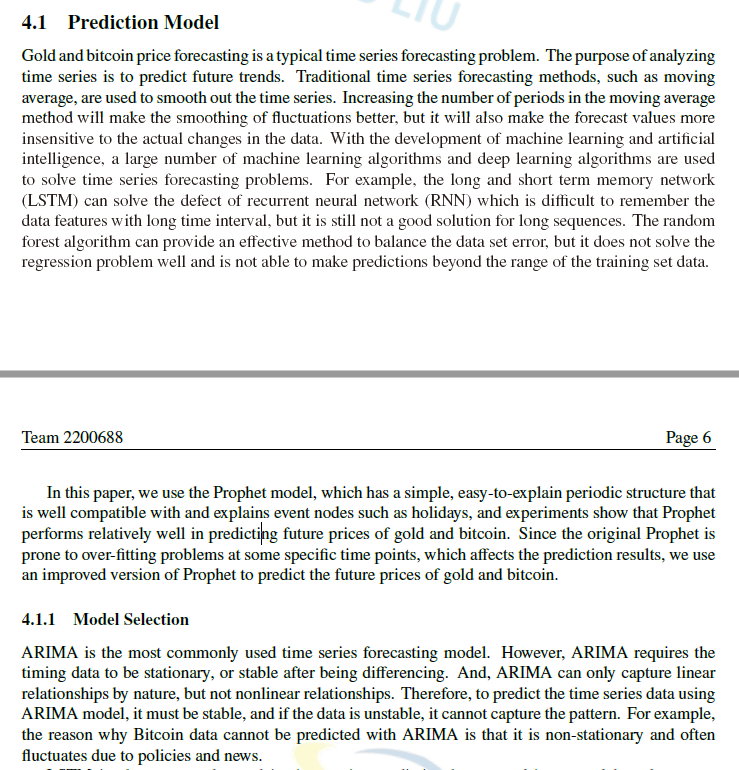 LIU
4.1 Prediction Model
Gold and bitcoin price forecasting is a typical time series forecasting problem. The purpose of analyzing
time series is to predict future trends. Traditional time series forecasting methods, such as moving
average, are used to smooth out the time series. Increasing the number of periods in the moving average
method will make the smoothing of fluctuations better, but it will also make the forecast values more
insensitive to the actual changes in the data. With the development of machine learning and artificial
intelligence, a large number of machine learning algorithms and deep learning algorithms are used
to solve time series forecasting problems. For example, the long and short term memory network
(LSTM) can solve the defect of recurrent neural network (RNN) which is difficult to remember the
data features with long time interval, but it is still not a good solution for long sequences. The random
forest algorithm can provide an effective method to balance the data set error, but it does not solve the
regression problem well and is not able to make predictions beyond the range of the training set data.
Team 2200688 Page 6
In this paper, we use the Prophet model, which has a simple, easy-to-explain periodic structure that
is well compatible with and explains event nodes such as holidays, and experiments show that Prophet
performs relatively well in predicting future prices of gold and bitcoin. Since the original Prophet is
prone to over-fitting problems at some specific time points, which affects the prediction results, we use
an improved version of Prophet to predict the future prices of gold and bitcoin.
4.1.1 Model Selection
ARIMA is the most commonly used time series forecasting model. However, ARIMA requires the
timing data to be stationary, or stable after being differencing. And, ARIMA can only capture linear
relationships by nature, but not nonlinear relationships. Therefore, to predict the time series data using
ARIMA model, it must be stable, and if the data is unstable, it cannot capture the pattern. For example,
the reason why Bitcoin data cannot be predicted with ARIMA is that it is non-stationary and often
fluctuates due to policies and news.